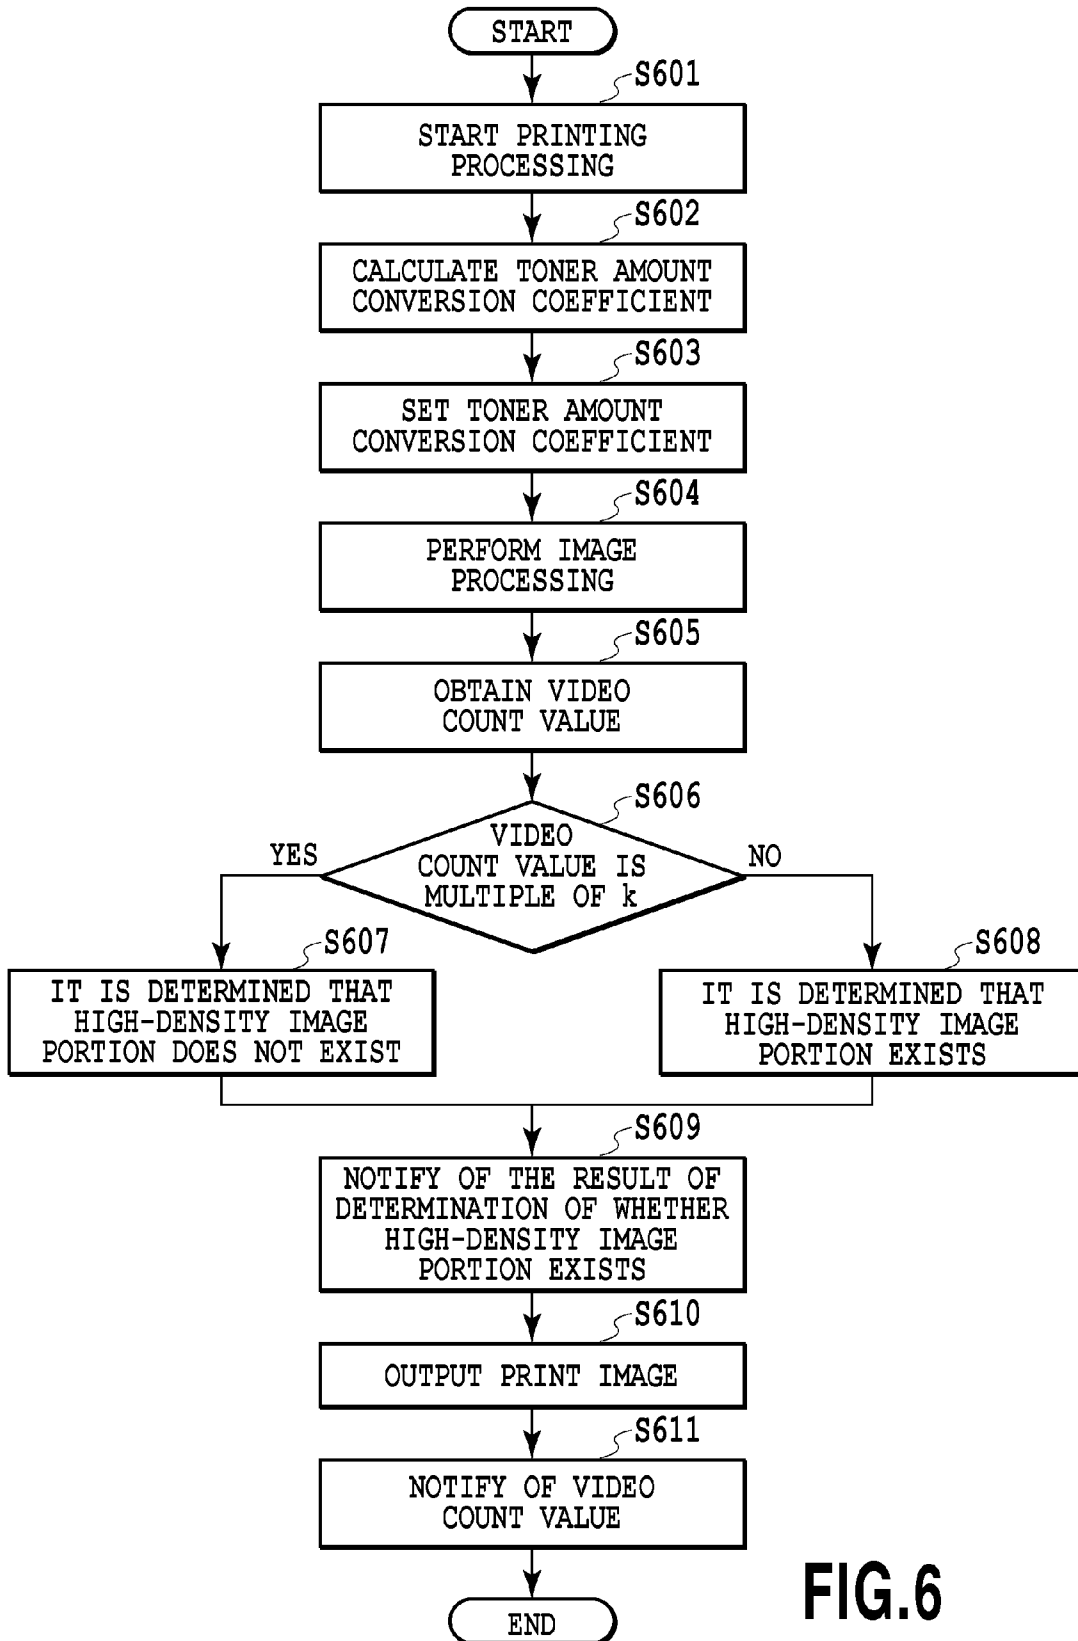 START
S601
START PRINTING
PROCESSING
S602
CALCULATE TONER AMOUNT
CONVERSION COEFFICIENT
S603
SET TONER AMOUNT
CONVERSION COEFFICIENT
S604
PERFORM IMAGE
PROCESSING
S605
OBTAIN VIDEO
COUNT VALUE
S606
VIDEO
COUNT VALUE IS
MULTIPLE OF k
YES
NO
S607
IT IS DETERMINED THAT
HIGH-DENSITY IMAGE
PORTION DOES NOT EXIST
S608
IT IS DETERMINED THAT
HIGH-DENSITY IMAGE
PORTION EXISTS
S609
NOTIFY OF THE RESULT OF
DETERMINATION OF WHETHER
HIGH-DENSITY IMAGE
PORTION EXISTS
S610
OUTPUT PRINT IMAGE
S611
NOTIFY OF VIDEO
COUNT VALUE
END
FIG.6